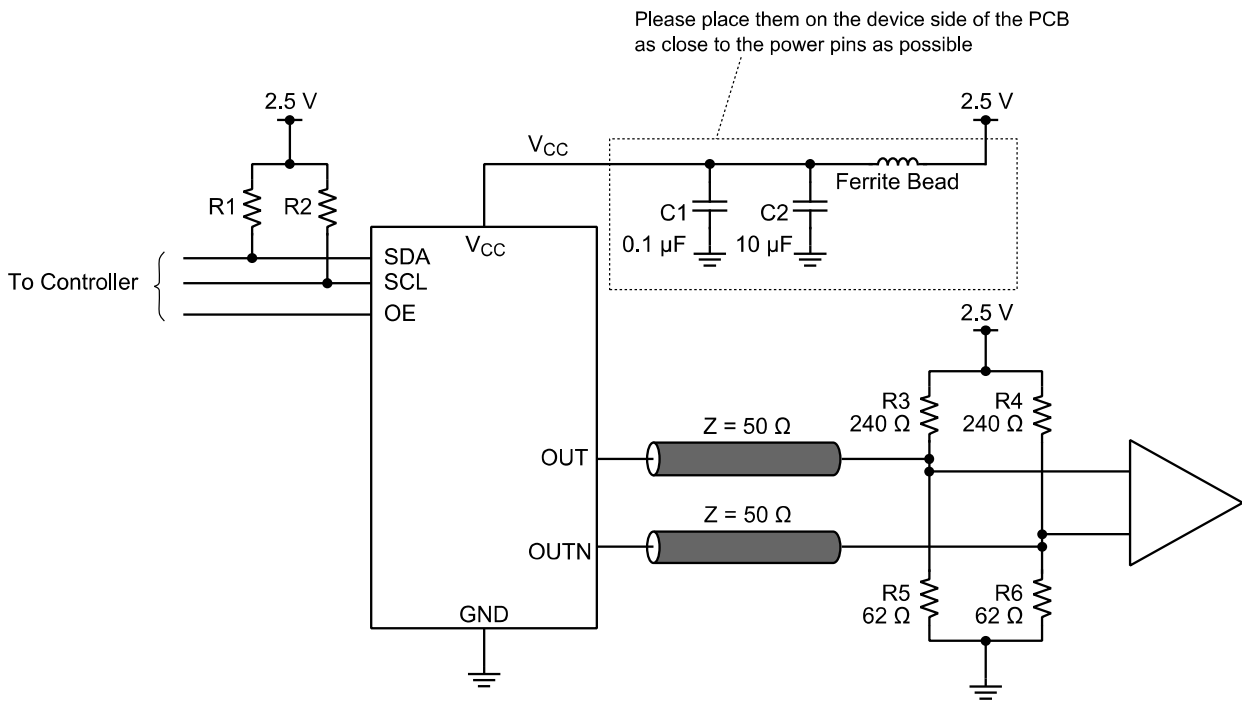 Please place them on the device side of the PCB
as close to the power pins as possible
2.5 V
2.5 V
V_CC
Ferrite Bead
R1
R2
C1
0.1 µF
C2
10 µF
V_CC
SDA
SCL
OE
To Controller
2.5 V
R3
240 Ω
R4
240 Ω
Z = 50 Ω
OUT
Z = 50 Ω
OUTN
R5
62 Ω
R6
62 Ω
GND